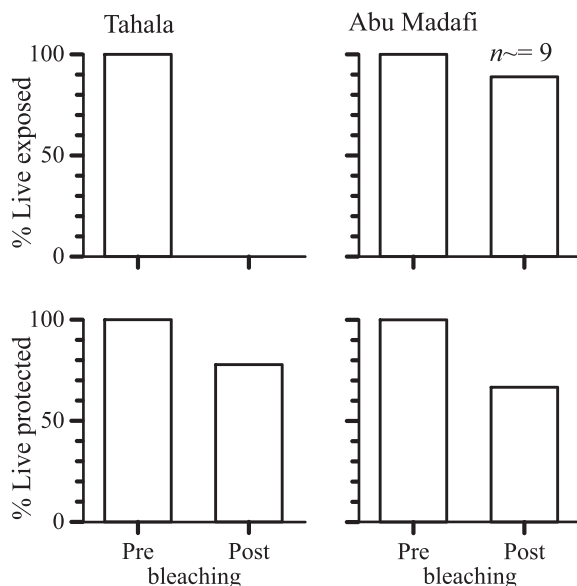 Tahala
Abu Madafi
% Live exposed
100
50
0
n~= 9
% Live protected
100
50
0
Pre Post
bleaching
Pre Post
bleaching